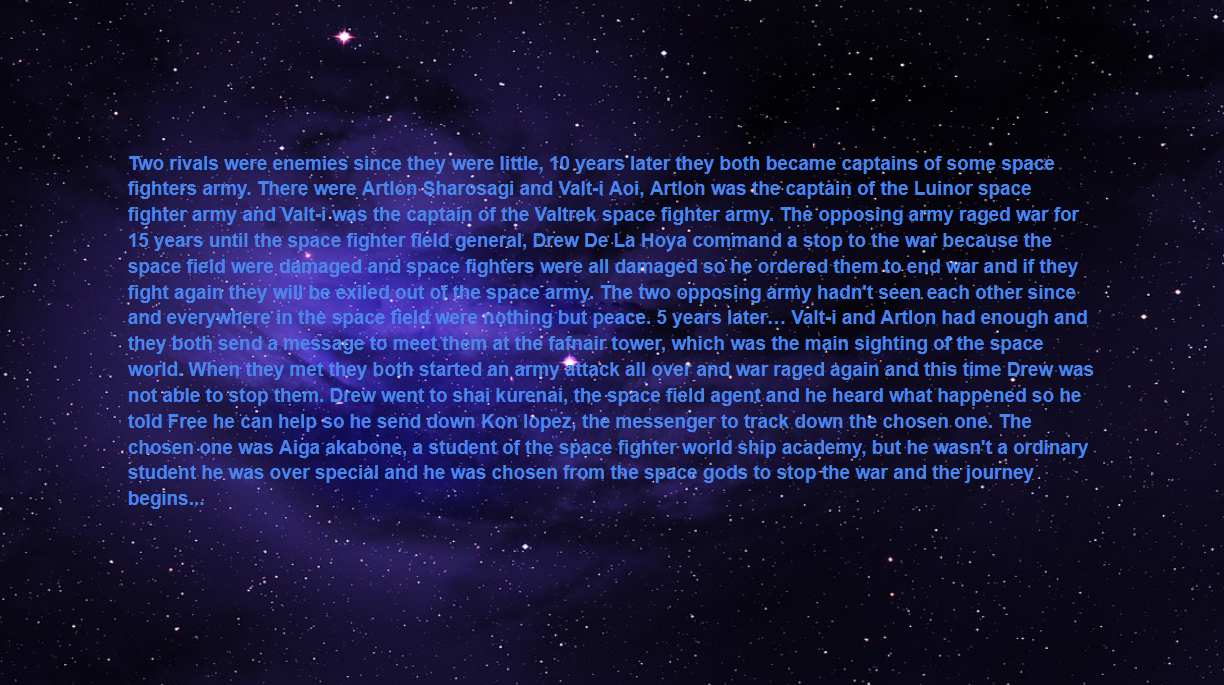 Two rivals were enemies since they were little, 10 years later they both became captains of some space
fighters army. There were Artlon Sharosagi and Valt-i Aoi, Artlon was the captain of the Luinor space
fighter army and Valt-i was the captain of the Valtrek space fighter army. The opposing army raged war for
15 years until the space fighter field general, Drew De La Hoya command a stop to the war because the
space field were damaged and space fighters were all damaged so he ordered them to end war and if they
fight again they will be exiled out of the space army. The two opposing army hadn't seen each other since
and everywhere in the space field were nothing but peace. 5 years later... Valt-i and Artlon had enough and
they both send a message to meet them at the fafnair tower, which was the main sighting of the space
world. When they met they both started an army attack all over and war raged again and this time Drew was
not able to stop them. Drew went to shai kurenai, the space field agent and he heard what happened so he
told Free he can help so he send down Kon lopez, the messenger to track down the chosen one. The
chosen one was Aiga akabone, a student of the space fighter world ship academy, but he wasn't a ordinary
student he was over special and he was chosen from the space gods to stop the war and the journey
begins...